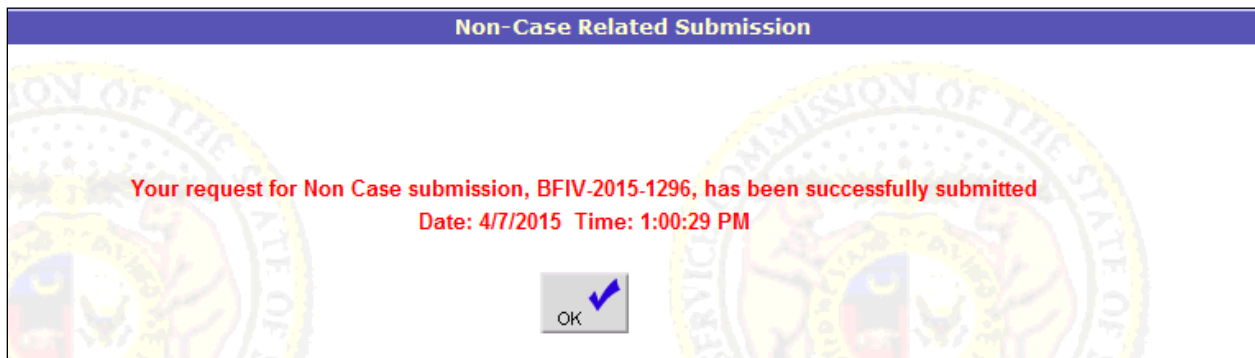 Non-Case Related Submission
Your request for Non Case submission, BFIV-2015-1296, has been successfully submitted
Date: 4/7/2015 Time: 1:00:29 PM
OK